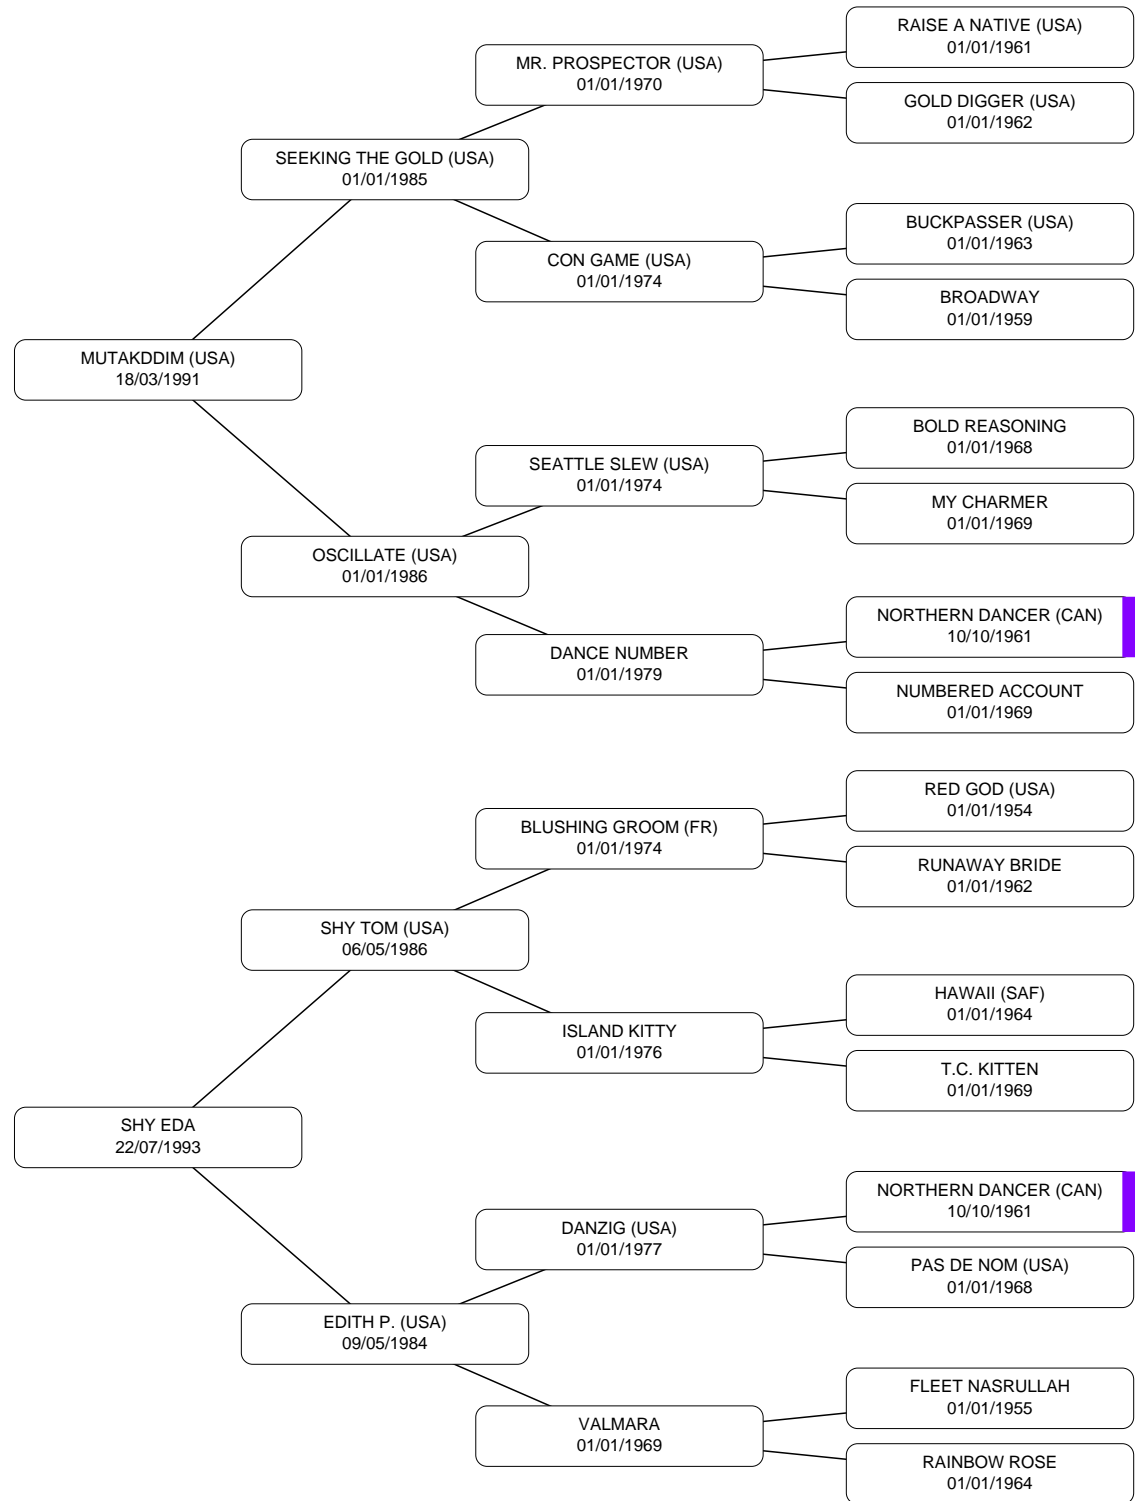 RAISE A NATIVE (USA)
01/01/1961
MR. PROSPECTOR (USA)
01/01/1970
GOLD DIGGER (USA)
01/01/1962
SEEKING THE GOLD (USA)
01/01/1985
BUCKPASSER (USA)
01/01/1963
CON GAME (USA)
01/01/1974
BROADWAY
01/01/1959
MUTAKDDIM (USA)
18/03/1991
BOLD REASONING
01/01/1968
SEATTLE SLEW (USA)
01/01/1974
MY CHARMER
01/01/1969
OSCILLATE (USA)
01/01/1986
NORTHERN DANCER (CAN)
10/10/1961
DANCE NUMBER
01/01/1979
NUMBERED ACCOUNT
01/01/1969
RED GOD (USA)
01/01/1954
BLUSHING GROOM (FR)
01/01/1974
RUNAWAY BRIDE
01/01/1962
SHY TOM (USA)
06/05/1986
HAWAII (SAF)
01/01/1964
ISLAND KITTY
01/01/1976
T.C. KITTEN
01/01/1969
SHY EDA
22/07/1993
NORTHERN DANCER (CAN)
10/10/1961
DANZIG (USA)
01/01/1977
PAS DE NOM (USA)
01/01/1968
EDITH P. (USA)
09/05/1984
FLEET NASRULLAH
01/01/1955
VALMARA
01/01/1969
RAINBOW ROSE
01/01/1964